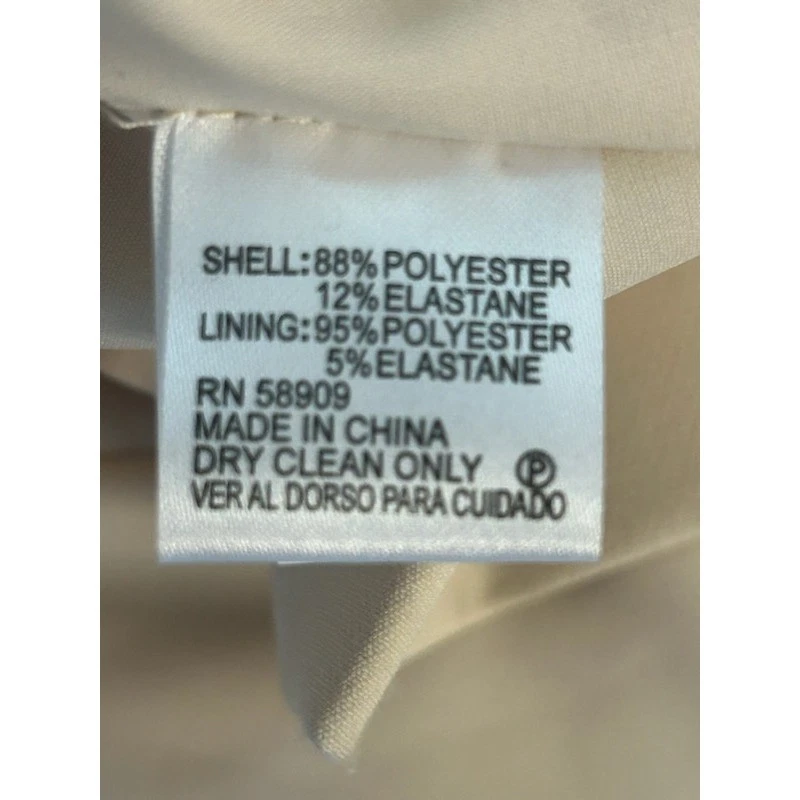 SHELL:88%POLYESTER
12%ELASTANE
LINING:95%POLYESTER
5%ELASTANE
RN 58909
MADE IN CHINA
DRY CLEAN ONLY Ⓟ
VER AL DORSO PARA CUIDADO